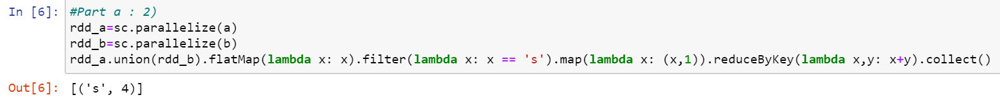 In [6]: #Part a : 2)
rdd_a=sc.parallelize(a)
rdd_b=sc.parallelize(b)
rdd_a.union(rdd_b).flatMap(lambda x: x).filter(lambda x: x == 's').map(lambda x: (x,1)).reduceByKey(lambda x,y: x+y).collect()
Out[6]: [('s', 4)]